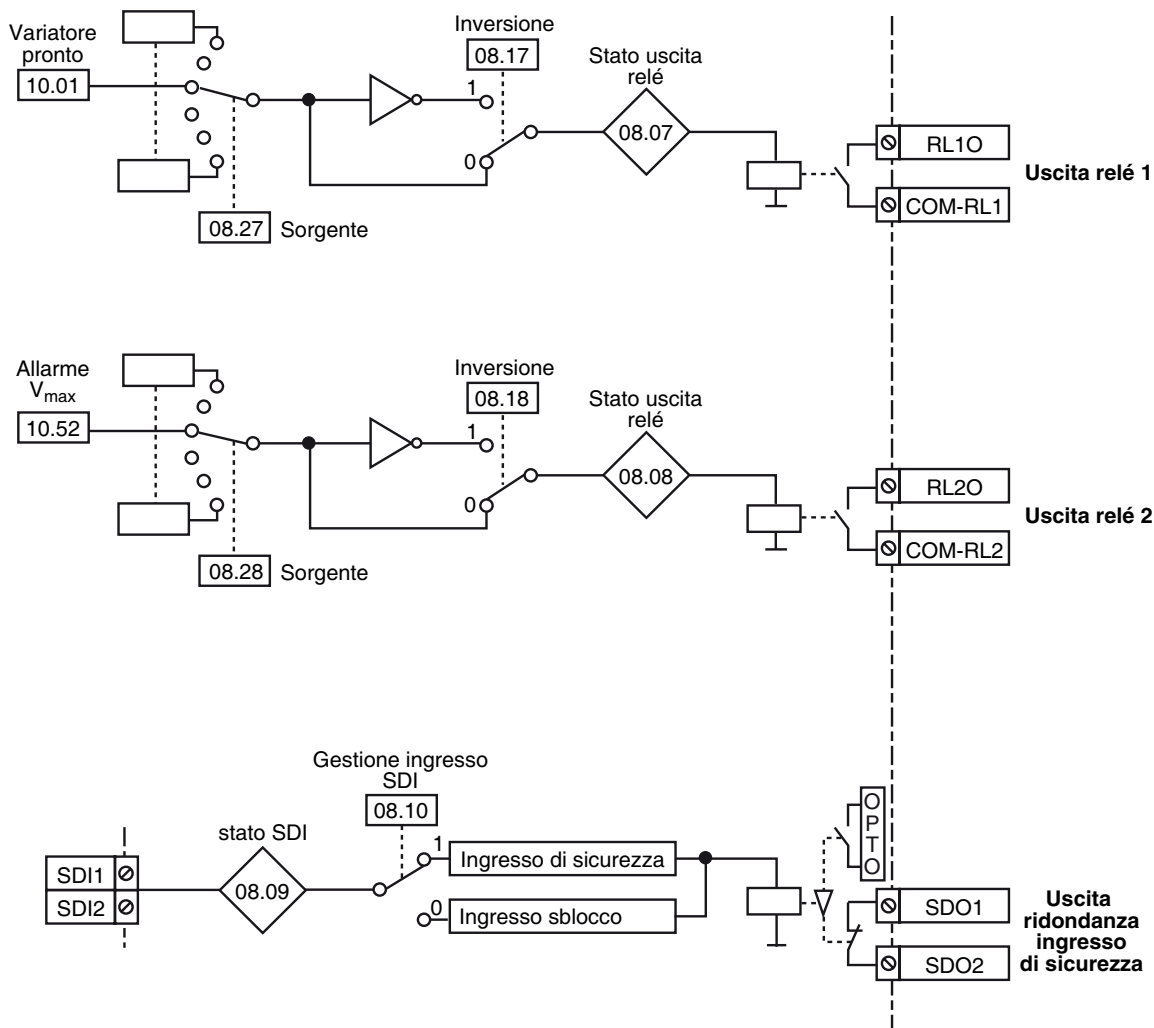 Variatore
pronto
10.01
08.27
Sorgente
Inversione
08.17
1
0
Stato uscita
relé
08.07
RL1O
COM-RL1
Uscita relé 1
Allarme
Vmax
10.52
08.28
Sorgente
Inversione
08.18
1
0
Stato uscita
relé
08.08
RL2O
COM-RL2
Uscita relé 2
SDI1
SDI2
stato SDI
08.09
Gestione ingresso
SDI
08.10
1
0
Ingresso di sicurezza
Ingresso sblocco
OPTO
SDO1
SDO2
Uscita
ridondanza
ingresso
di sicurezza